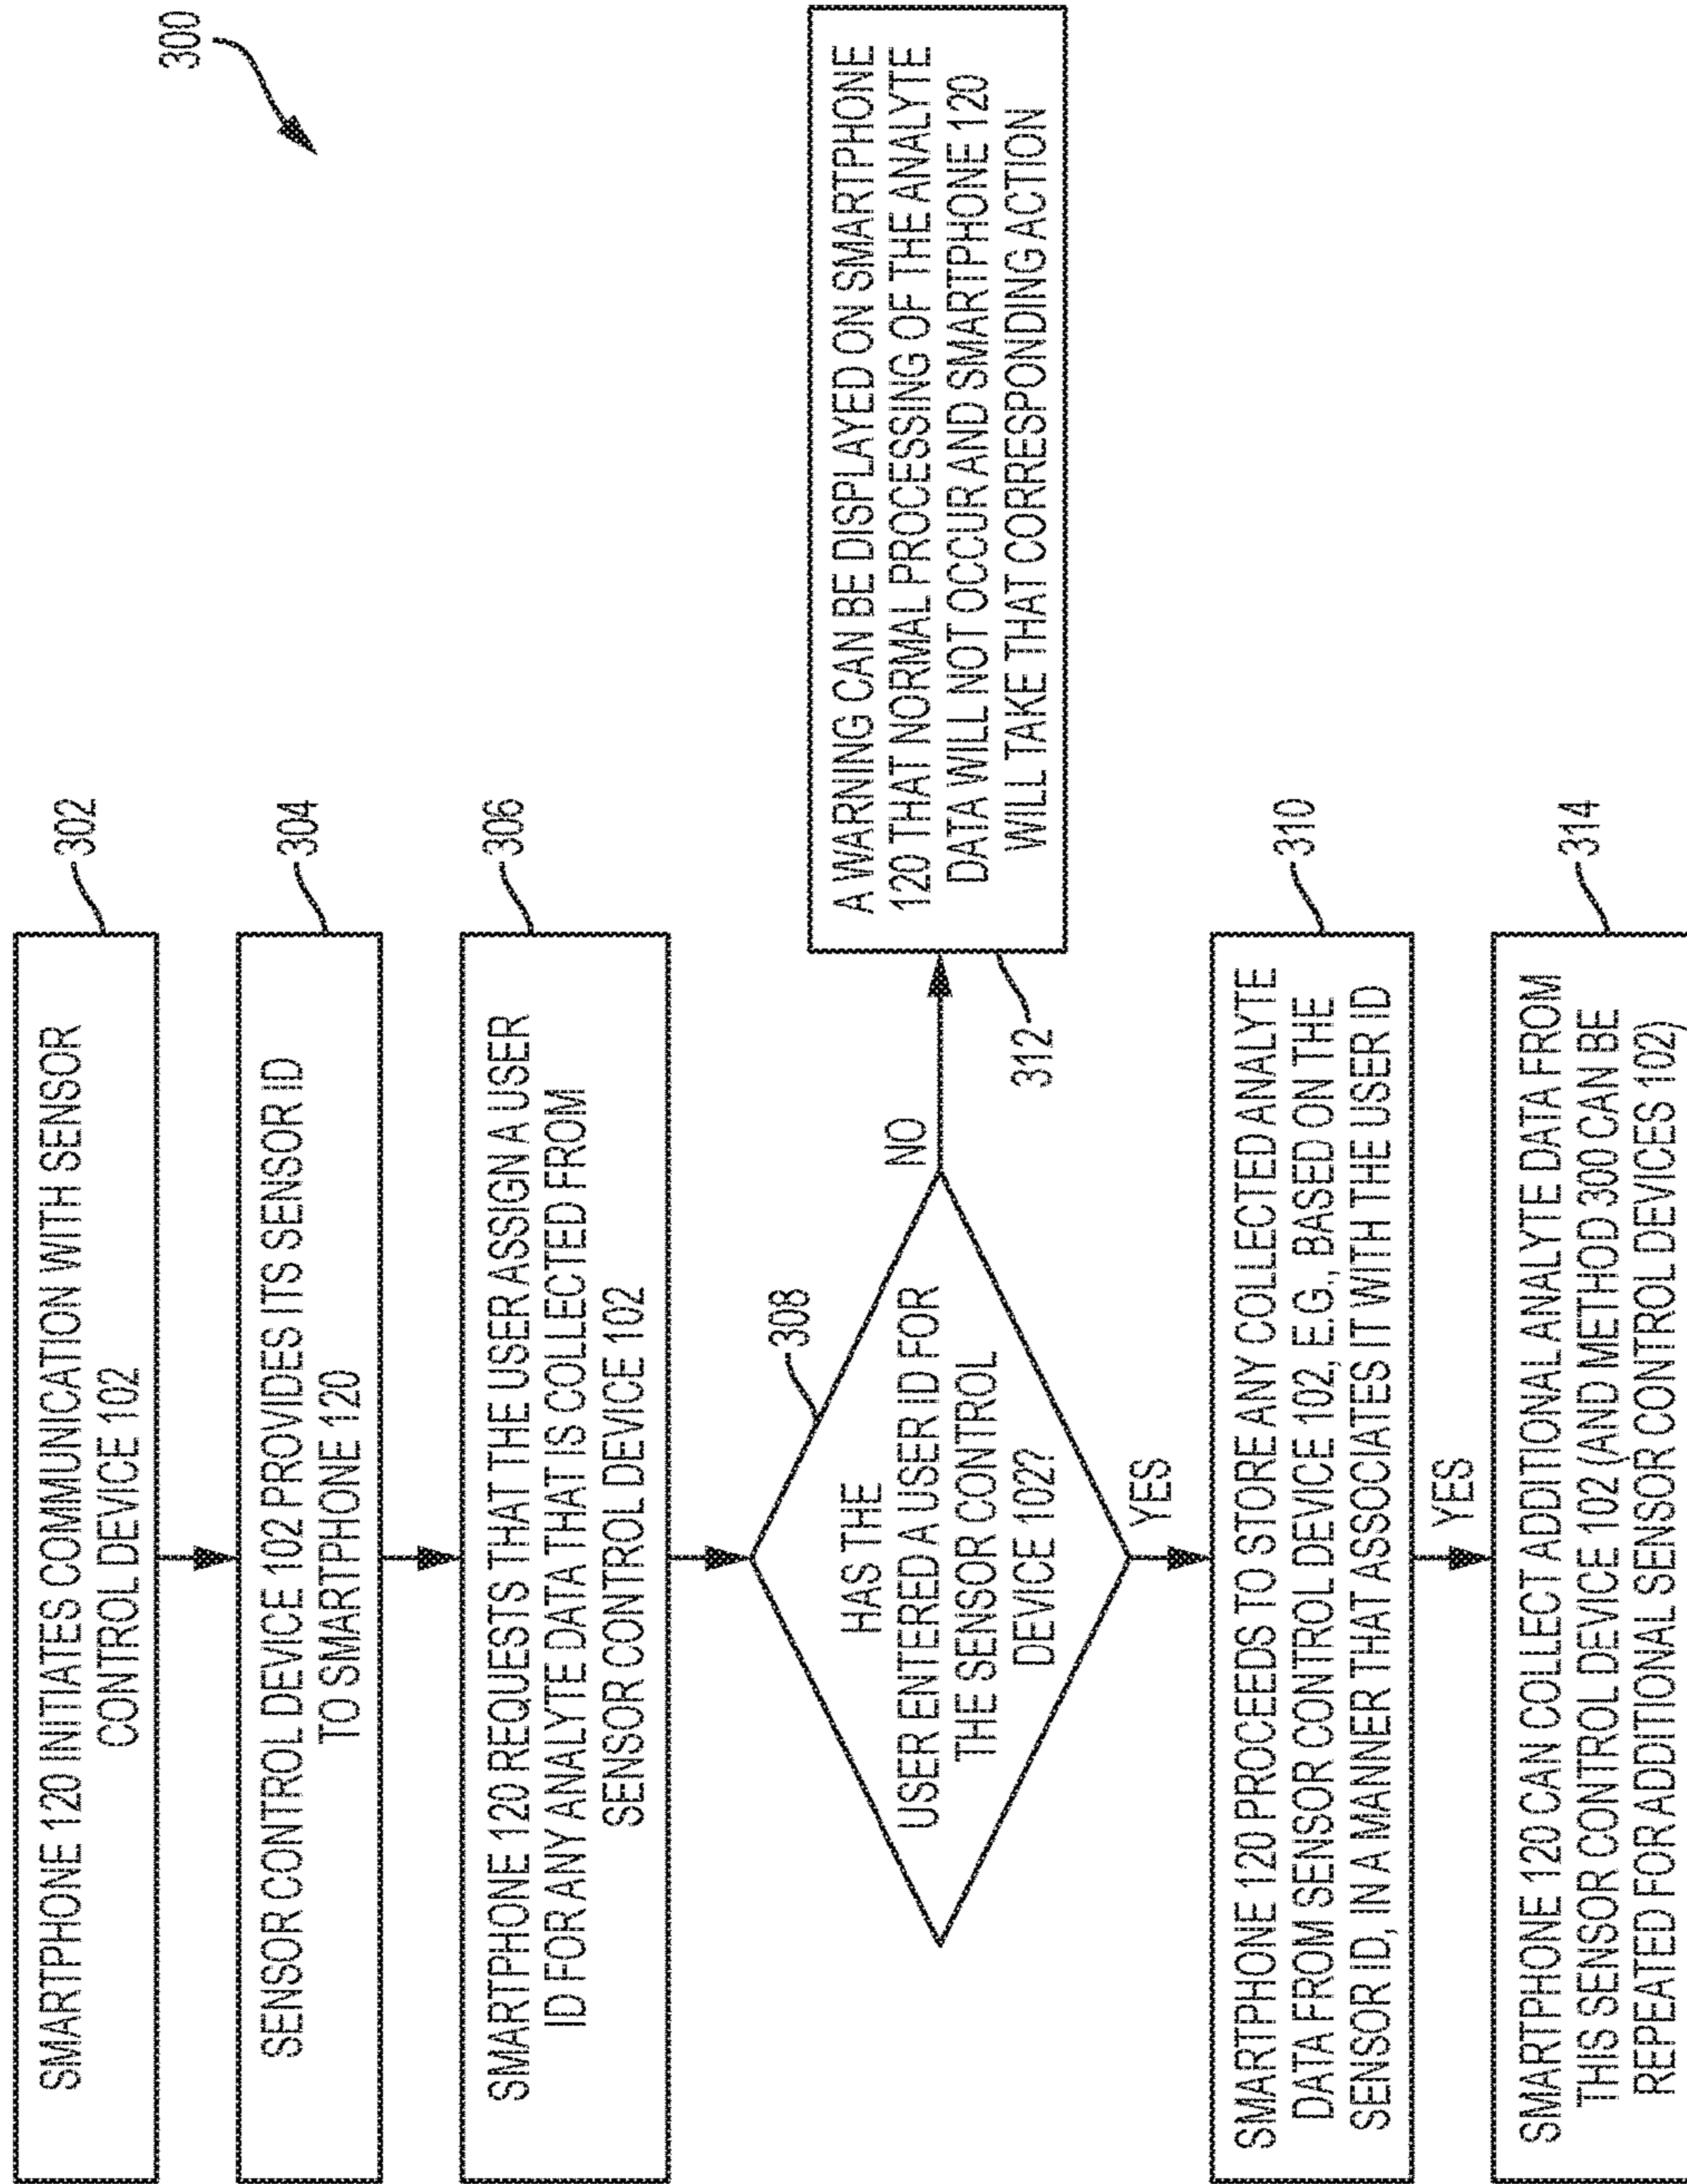 300
302
SMARTPHONE 120 INITIATES COMMUNICATION WITH SENSOR
CONTROL DEVICE 102
304
SENSOR CONTROL DEVICE 102 PROVIDES ITS SENSOR ID
TO SMARTPHONE 120
306
SMARTPHONE 120 REQUESTS THAT THE USER ASSIGN A USER
ID FOR ANY ANALYTE DATA THAT IS COLLECTED FROM
SENSOR CONTROL DEVICE 102
308
HAS THE
USER ENTERED A USER ID FOR
THE SENSOR CONTROL
DEVICE 102?
NO
312
A WARNING CAN BE DISPLAYED ON SMARTPHONE
120 THAT NORMAL PROCESSING OF THE ANALYTE
DATA WILL NOT OCCUR AND SMARTPHONE 120
WILL TAKE THAT CORRESPONDING ACTION
YES
310
SMARTPHONE 120 PROCEEDS TO STORE ANY COLLECTED ANALYTE
DATA FROM SENSOR CONTROL DEVICE 102, E.G., BASED ON THE
SENSOR ID, IN A MANNER THAT ASSOCIATES IT WITH THE USER ID
YES
314
SMARTPHONE 120 CAN COLLECT ADDITIONAL ANALYTE DATA FROM
THIS SENSOR CONTROL DEVICE 102 (AND METHOD 300 CAN BE
REPEATED FOR ADDITIONAL SENSOR CONTROL DEVICES 102)